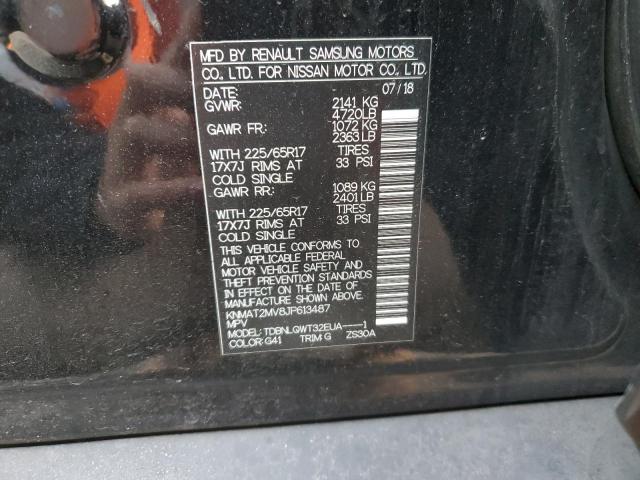 MFD BY RENAULT SAMSUNG MOTORS
CO., LTD. FOR NISSAN MOTOR CO., LTD.
DATE: 07/18
GVWR: 2141 KG
4720LB
GAWR FR: 1072 KG
2363 LB
WITH 225/65R17 TIRES
17X7J RIMS AT 33 PSI
COLD SINGLE
GAWR RR: 1089 KG
2401 LB
WITH 225/65R17 TIRES
17X7J RIMS AT 33 PSI
COLD SINGLE
THIS VEHICLE CONFORMS TO
ALL APPLICABLE FEDERAL
MOTOR VEHICLE SAFETY AND
THEFT PREVENTION STANDARDS
IN EFFECT ON THE DATE OF
MANUFACTURE SHOWN ABOVE.
KNMAT2MV8JP613487
MPV
MODEL: TDBNLQWT32EUA-----1
COLOR: G41 TRIM: G ZS30A